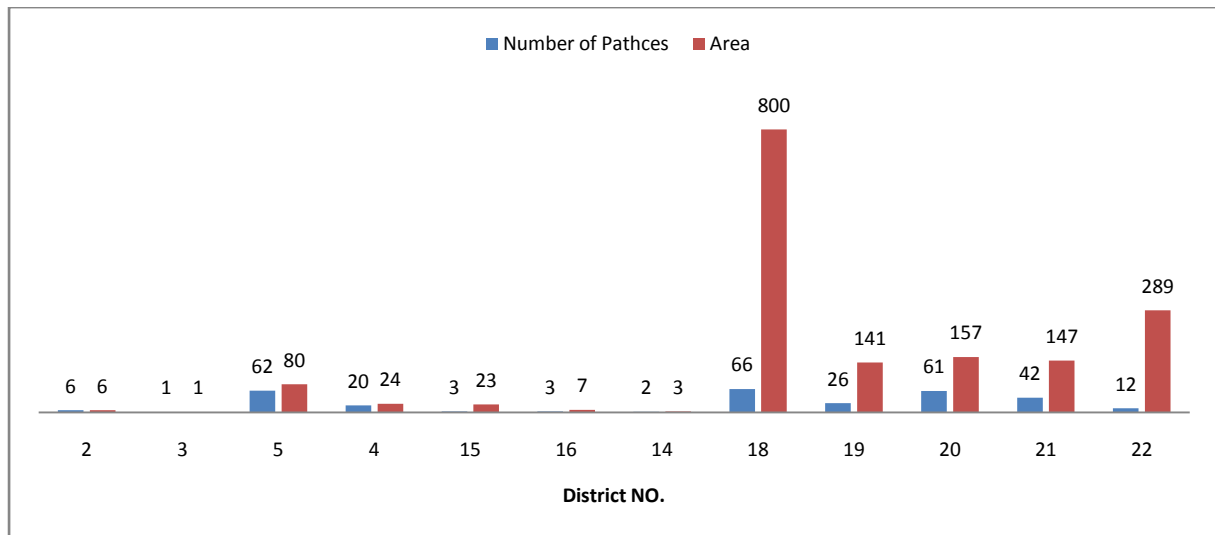 Number of Pathces Area
800
289
141 157 147
62 80 66 61 42
6 6 1 1 20 24 3 23 3 7 2 3 26 12
2 3 5 4 15 16 14 18 19 20 21 22
District NO.